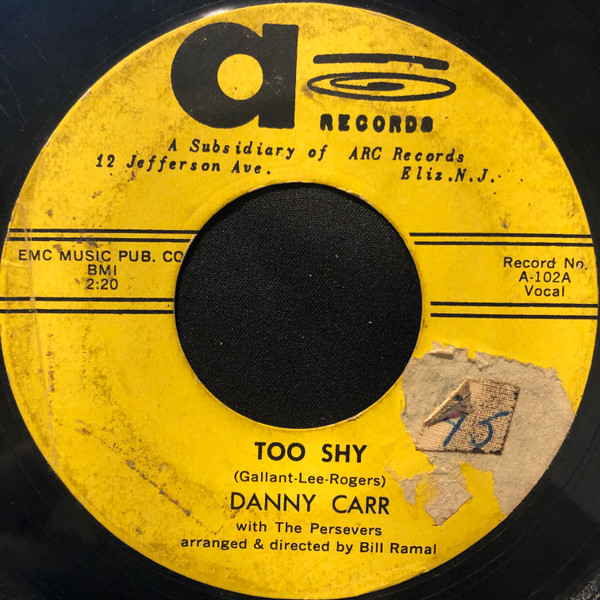 a
RECORDS
A Subsidiary of ARC Records
12 Jefferson Ave. Eliz.N.J.
EMC MUSIC PUB. CO
BMI
2:20
Record No.
A-102A
Vocal
TOO SHY
(Gallant-Lee-Rogers)
DANNY CARR
with The Persevers
arranged & directed by Bill Ramal